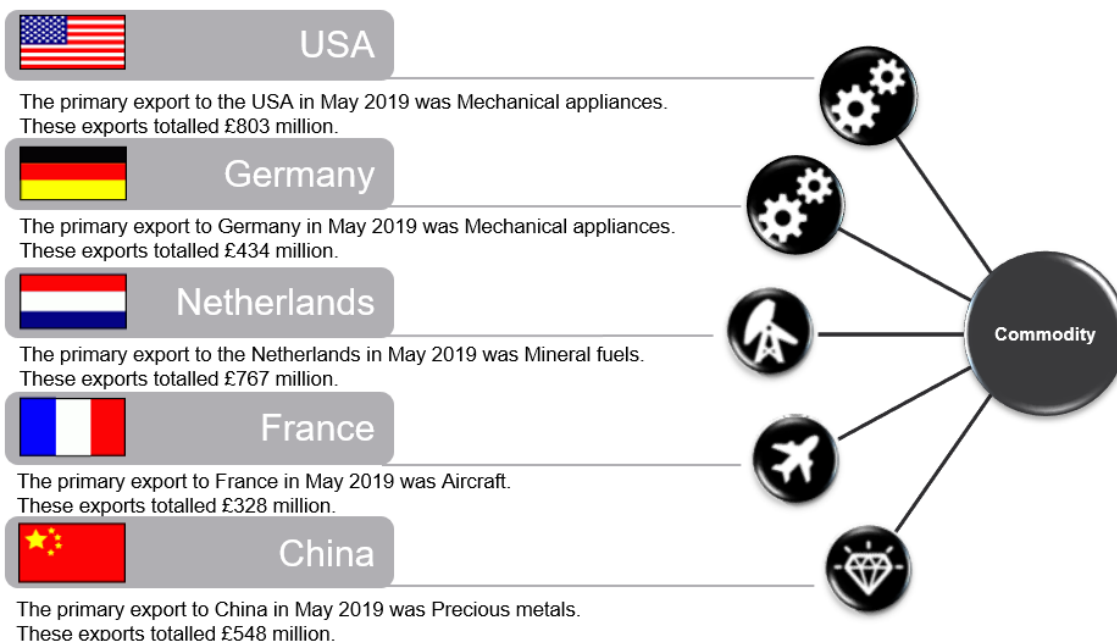 USA
The primary export to the USA in May 2019 was Mechanical appliances.
These exports totalled £803 million.
Germany
The primary export to Germany in May 2019 was Mechanical appliances.
These exports totalled £434 million.
Netherlands
The primary export to the Netherlands in May 2019 was Mineral fuels.
These exports totalled £767 million.
France
The primary export to France in May 2019 was Aircraft.
These exports totalled £328 million.
China
The primary export to China in May 2019 was Precious metals.
These exports totalled £548 million.
Commodity